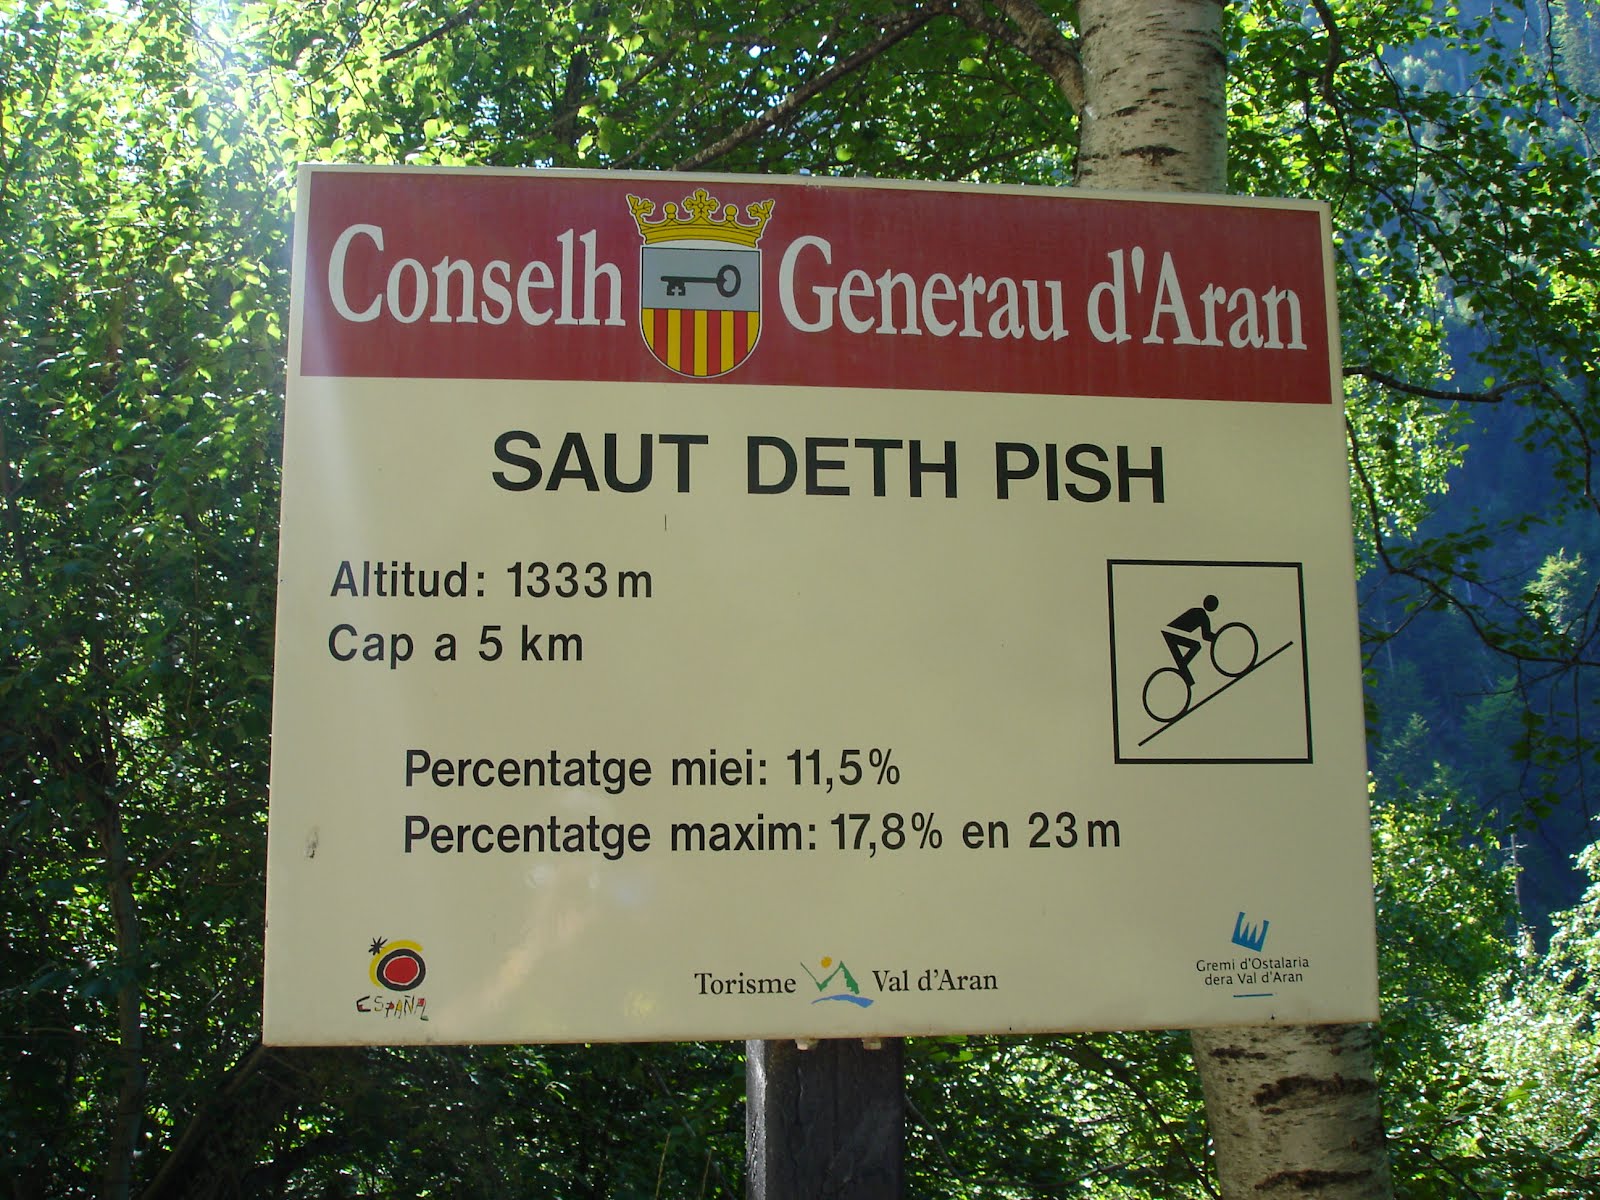 Conselh Generau d'Aran
SAUT DETH PISH
Altitud: 1333 m
Cap a 5 km
Percentatge miei: 11,5%
Percentatge maxim: 17,8% en 23 m
ESPAÑA
Torisme Val d'Aran
Gremi d'Ostalaria
dera Val d'Aran